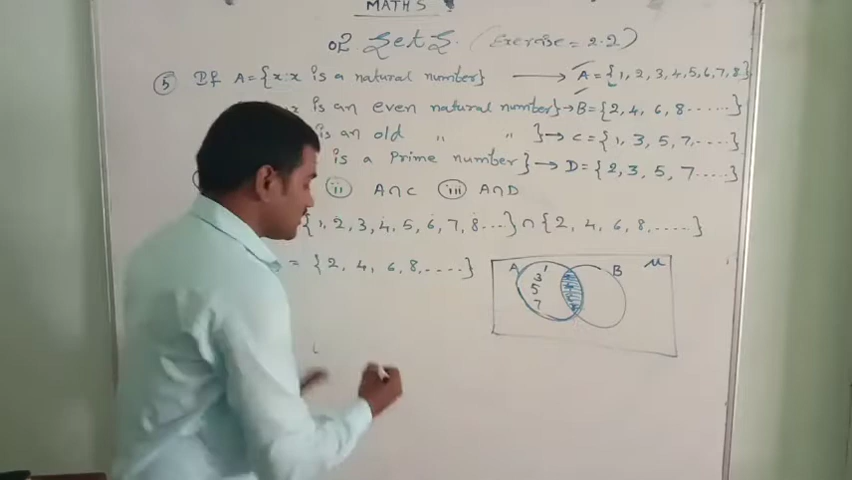 MATHS
of Sets. (Exercise = 2.2)
5 If A={x:x is a natural number} → A={1, 2, 3, 4, 5, 6, 7, 8}
x is an even natural number} → B={2, 4, 6, 8......}
is an old " " } → C={1, 3, 5, 7,.....}
is a Prime number} → D={2, 3, 5, 7.....}
ii A∩C iii A∩D
{1, 2, 3, 4, 5, 6, 7, 8...} ∩ {2, 4, 6, 8,.....}
= {2, 4, 6, 8,.....}
A B μ
1
3
5
7